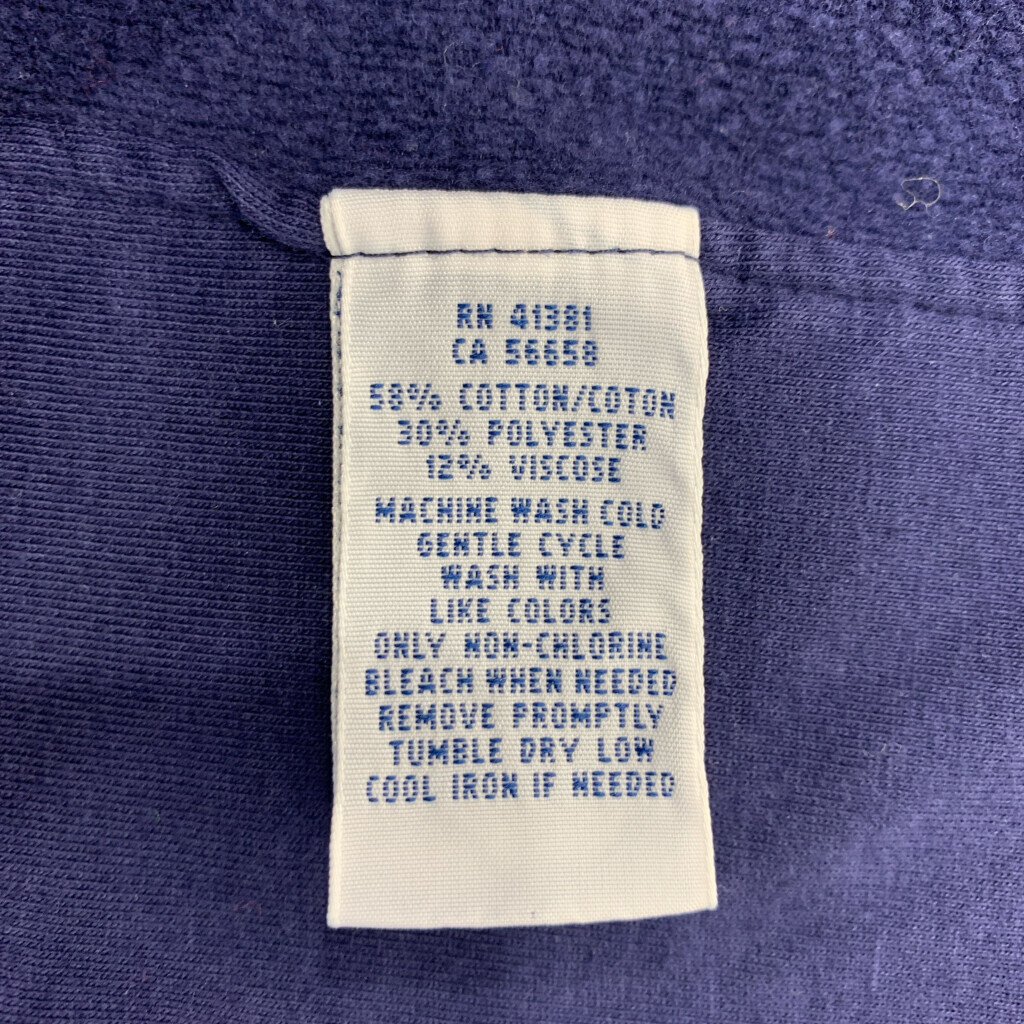 RN 41381
CA 56658
58% COTTON/COTON
30% POLYESTER
12% VISCOSE
MACHINE WASH COLD
GENTLE CYCLE
WASH WITH
LIKE COLORS
ONLY NON-CHLORINE
BLEACH WHEN NEEDED
REMOVE PROMPTLY
TUMBLE DRY LOW
COOL IRON IF NEEDED